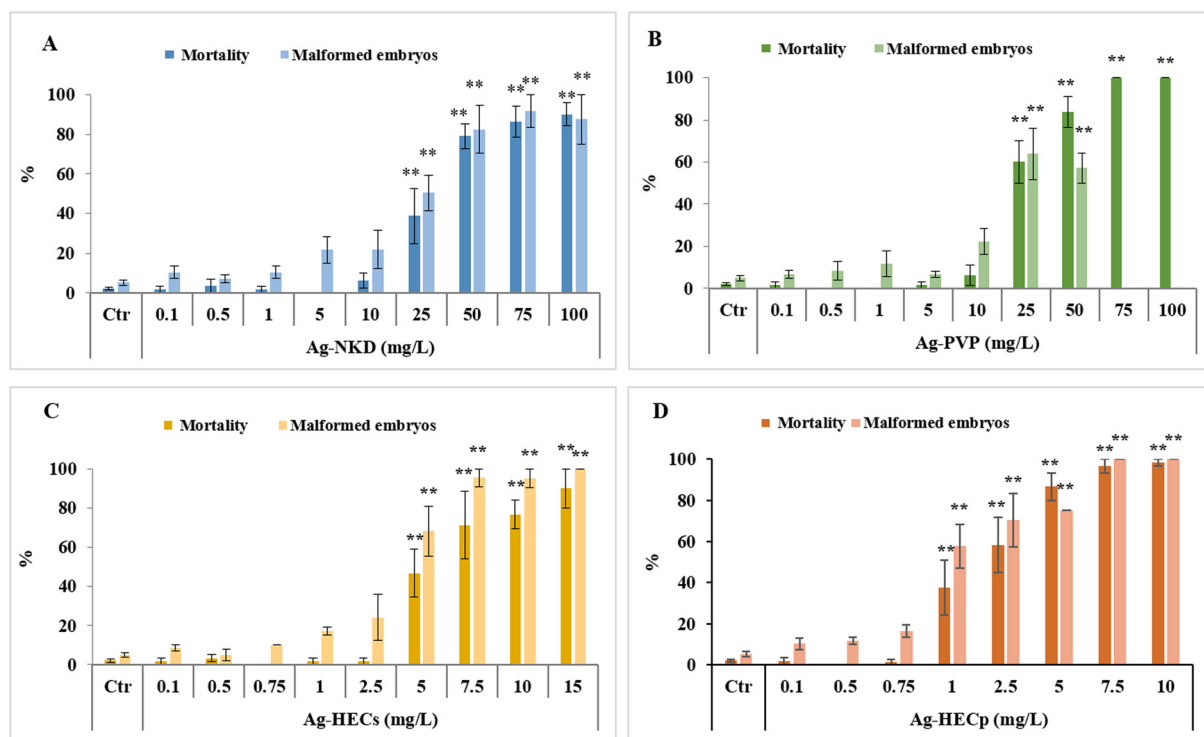 A
Mortality Malformed embryos
** ** ** ** ** ** ** **
100
80
60
40
20
0
%
Ctr 0.1 0.5 1 5 10 25 50 75 100
Ag-NKD (mg/L)
B
Mortality Malformed embryos
** ** ** ** ** **
100
80
60
40
20
0
%
Ctr 0.1 0.5 1 5 10 25 50 75 100
Ag-PVP (mg/L)
C
Mortality Malformed embryos
** ** ** ** ** ** ** **
100
80
60
40
20
0
%
Ctr 0.1 0.5 0.75 1 2.5 5 7.5 10 15
Ag-HECs (mg/L)
D
Mortality Malformed embryos
** ** ** ** ** ** ** ** ** **
100
80
60
40
20
0
%
Ctr 0.1 0.5 0.75 1 2.5 5 7.5 10
Ag-HECp (mg/L)